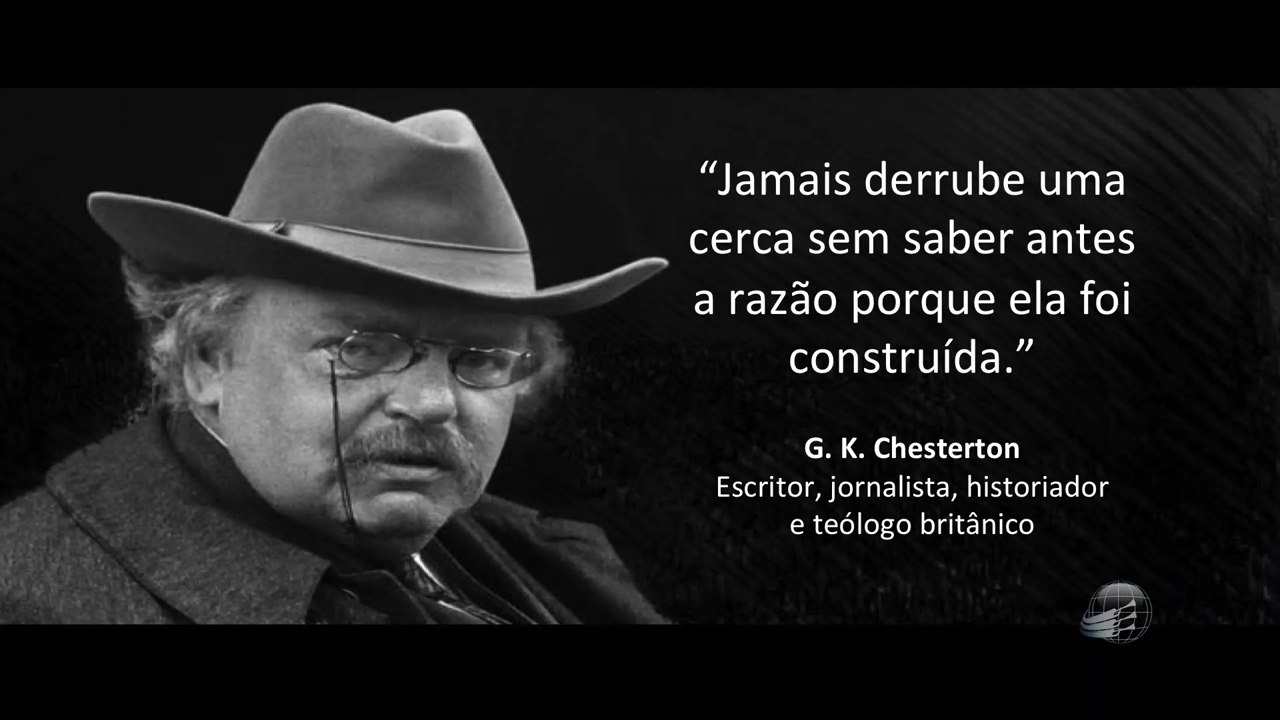 “Jamais derrube uma
cerca sem saber antes
a razão porque ela foi
construída.”
G. K. Chesterton
Escritor, jornalista, historiador
e teólogo britânico